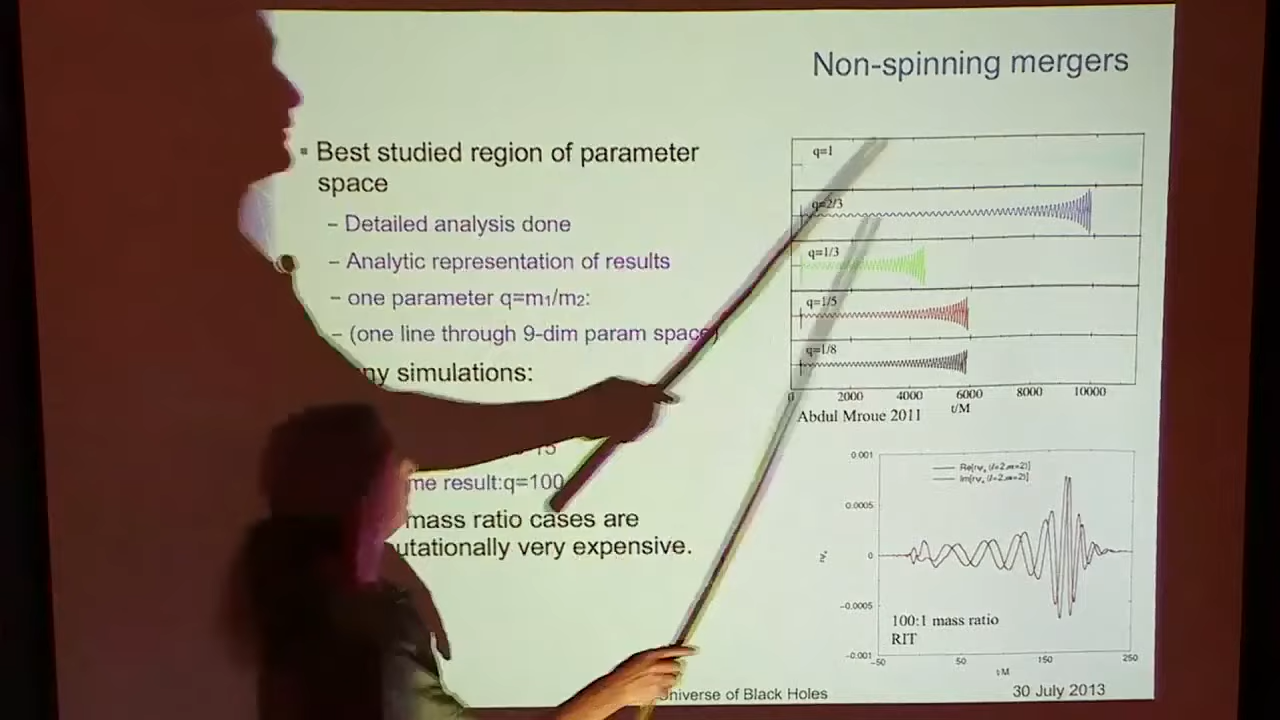 Non-spinning mergers
▪ Best studied region of parameter
space
– Detailed analysis done
– Analytic representation of results
– one parameter q=m₁/m₂:
– (one line through 9-dim param space)
ny simulations:
15
me result:q=100
mass ratio cases are
utationally very expensive.
q=1
q=2/3
q=1/3
q=1/5
q=1/8
0 2000 4000 6000 8000 10000
t/M
Abdul Mroue 2011
0.001
0.0005
0
−0.0005
−0.001
100:1 mass ratio
RIT
−50 50 150 250
t/M
Universe of Black Holes
30 July 2013